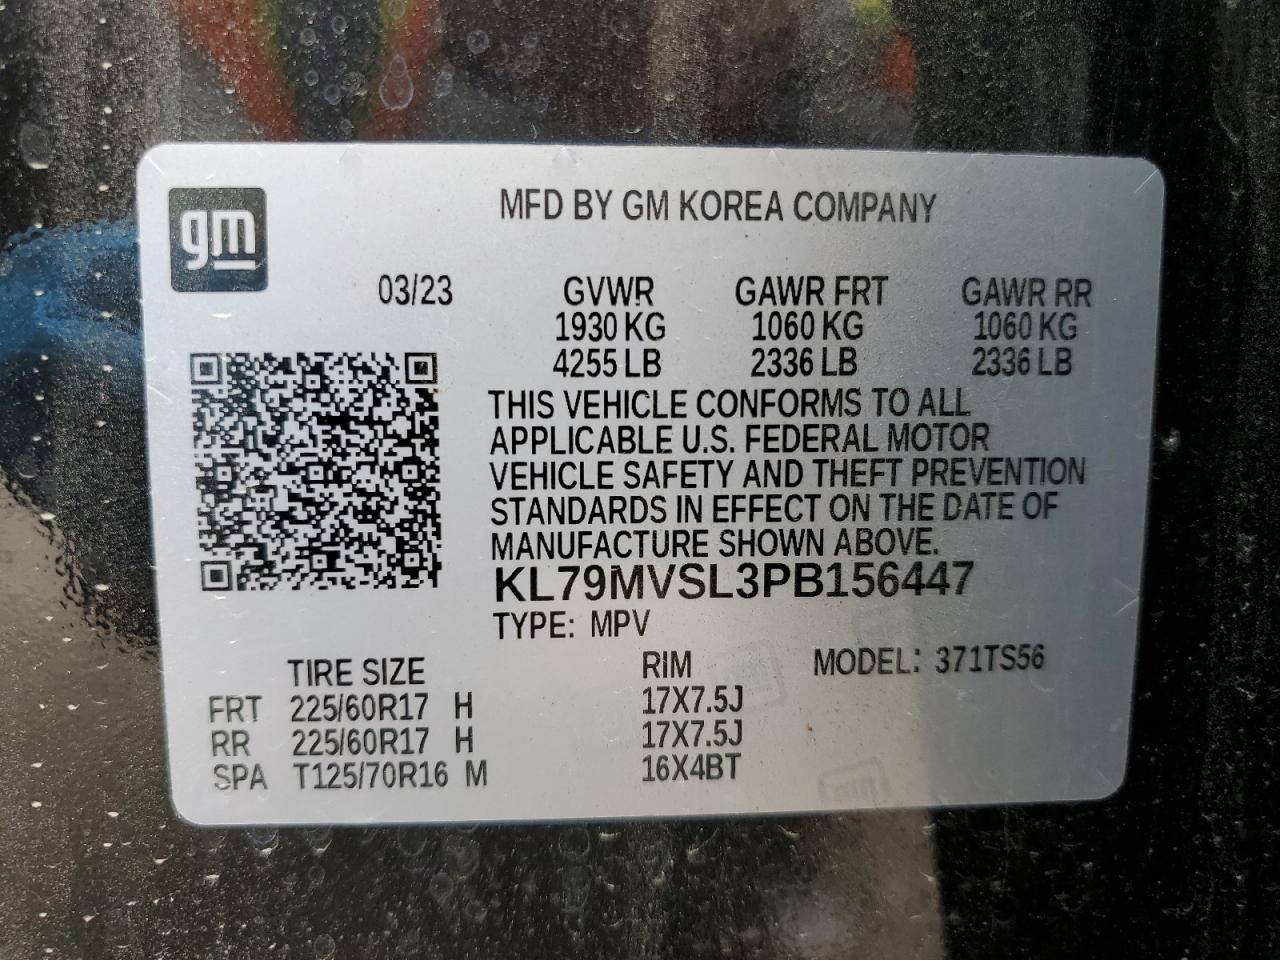 gm
MFD BY GM KOREA COMPANY
03/23 GVWR GAWR FRT GAWR RR
1930 KG 1060 KG 1060 KG
4255 LB 2336 LB 2336 LB
THIS VEHICLE CONFORMS TO ALL
APPLICABLE U.S. FEDERAL MOTOR
VEHICLE SAFETY AND THEFT PREVENTION
STANDARDS IN EFFECT ON THE DATE OF
MANUFACTURE SHOWN ABOVE.
KL79MVSL3PB156447
TYPE: MPV
TIRE SIZE RIM MODEL: 371TS56
FRT 225/60R17 H 17X7.5J
RR 225/60R17 H 17X7.5J
SPA T125/70R16 M 16X4BT